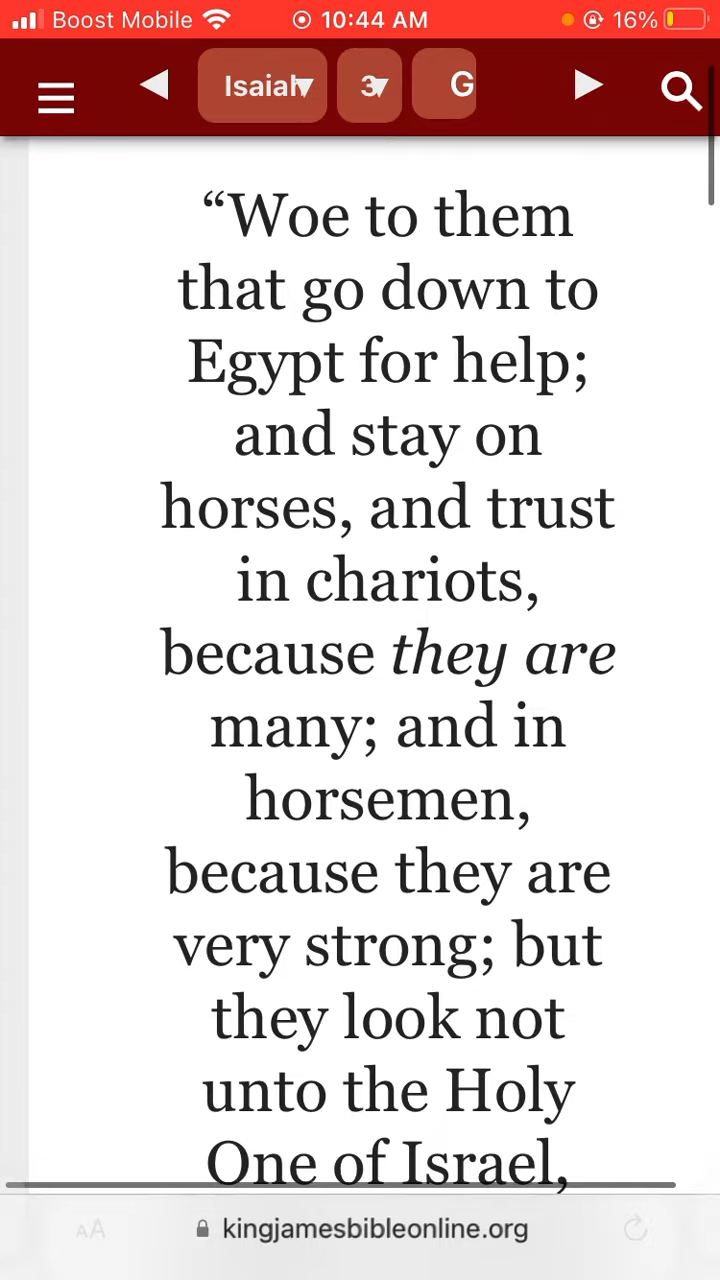 Boost Mobile 10:44 AM 16%
Isaiah 3 G
“Woe to them
that go down to
Egypt for help;
and stay on
horses, and trust
in chariots,
because they are
many; and in
horsemen,
because they are
very strong; but
they look not
unto the Holy
One of Israel,
AA kingjamesbibleonline.org